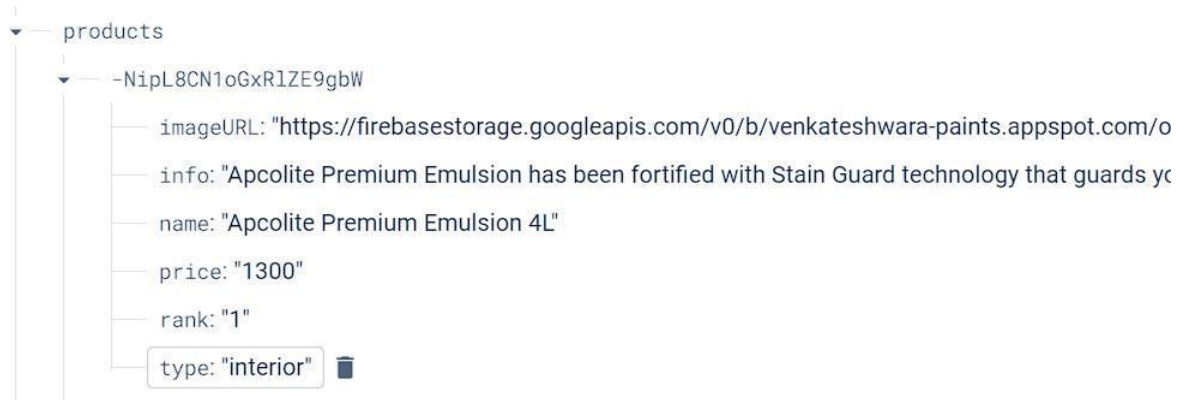 products
-NipL8CN1oGxRlZE9gbW
imageURL: "https://firebasestorage.googleapis.com/v0/b/venkateshwara-paints.appspot.com/o
info: "Apcolite Premium Emulsion has been fortified with Stain Guard technology that guards yo
name: "Apcolite Premium Emulsion 4L"
price: "1300"
rank: "1"
type: "interior"